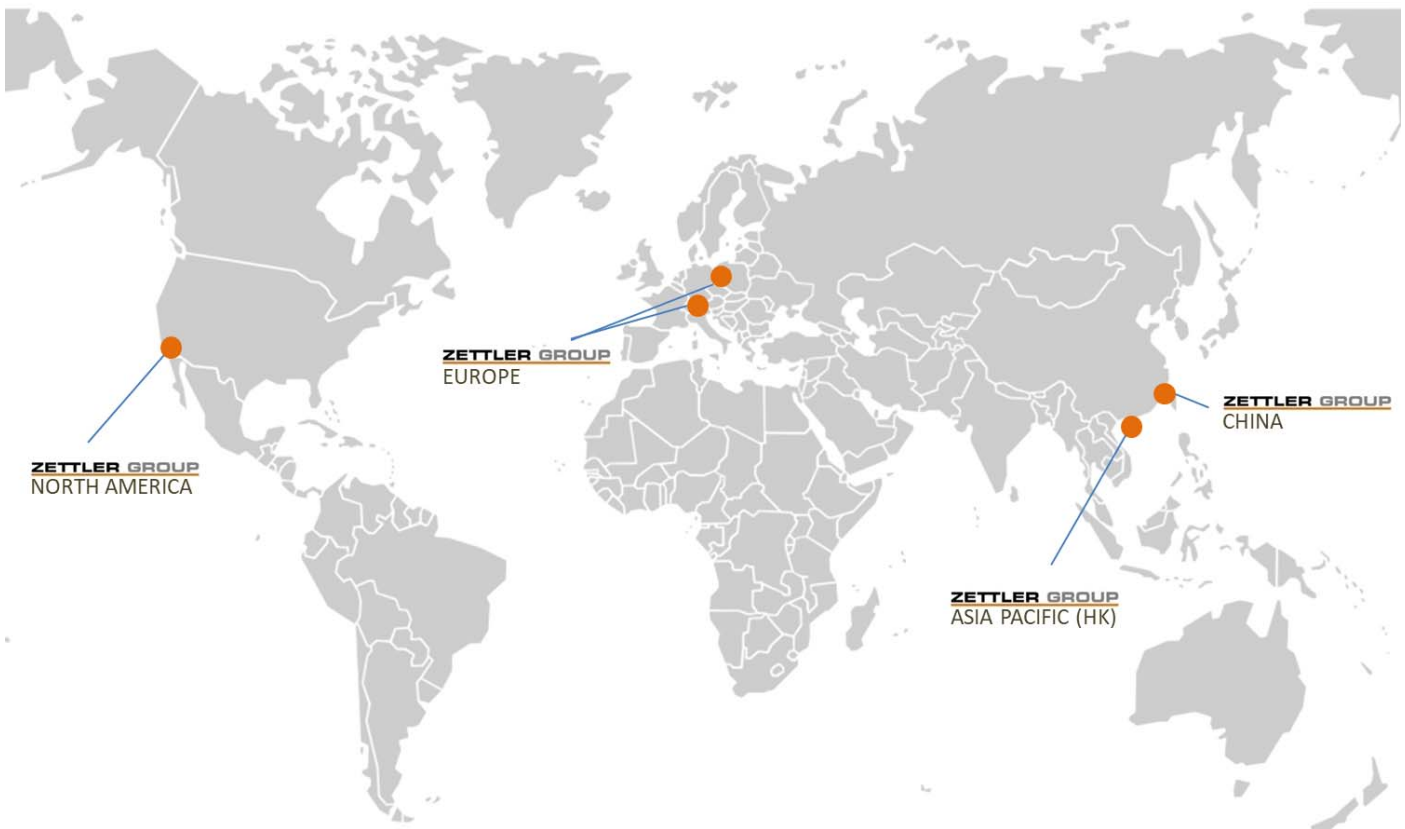 ZETTLER GROUP
EUROPE
ZETTLER GROUP
CHINA
ZETTLER GROUP
NORTH AMERICA
ZETTLER GROUP
ASIA PACIFIC (HK)